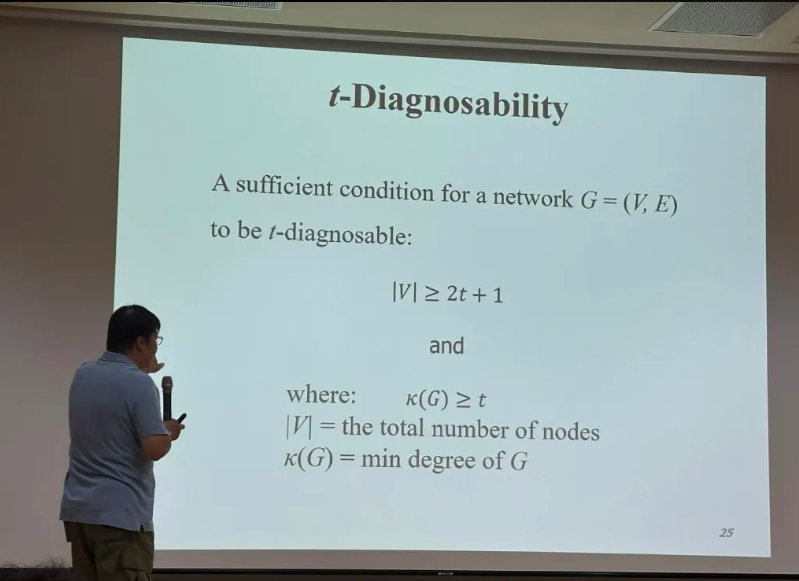 t-Diagnosability
A sufficient condition for a network G = (V, E)
to be t-diagnosable:
|V| ≥ 2t + 1
and
where: κ(G) ≥ t
|V| = the total number of nodes
κ(G) = min degree of G
25